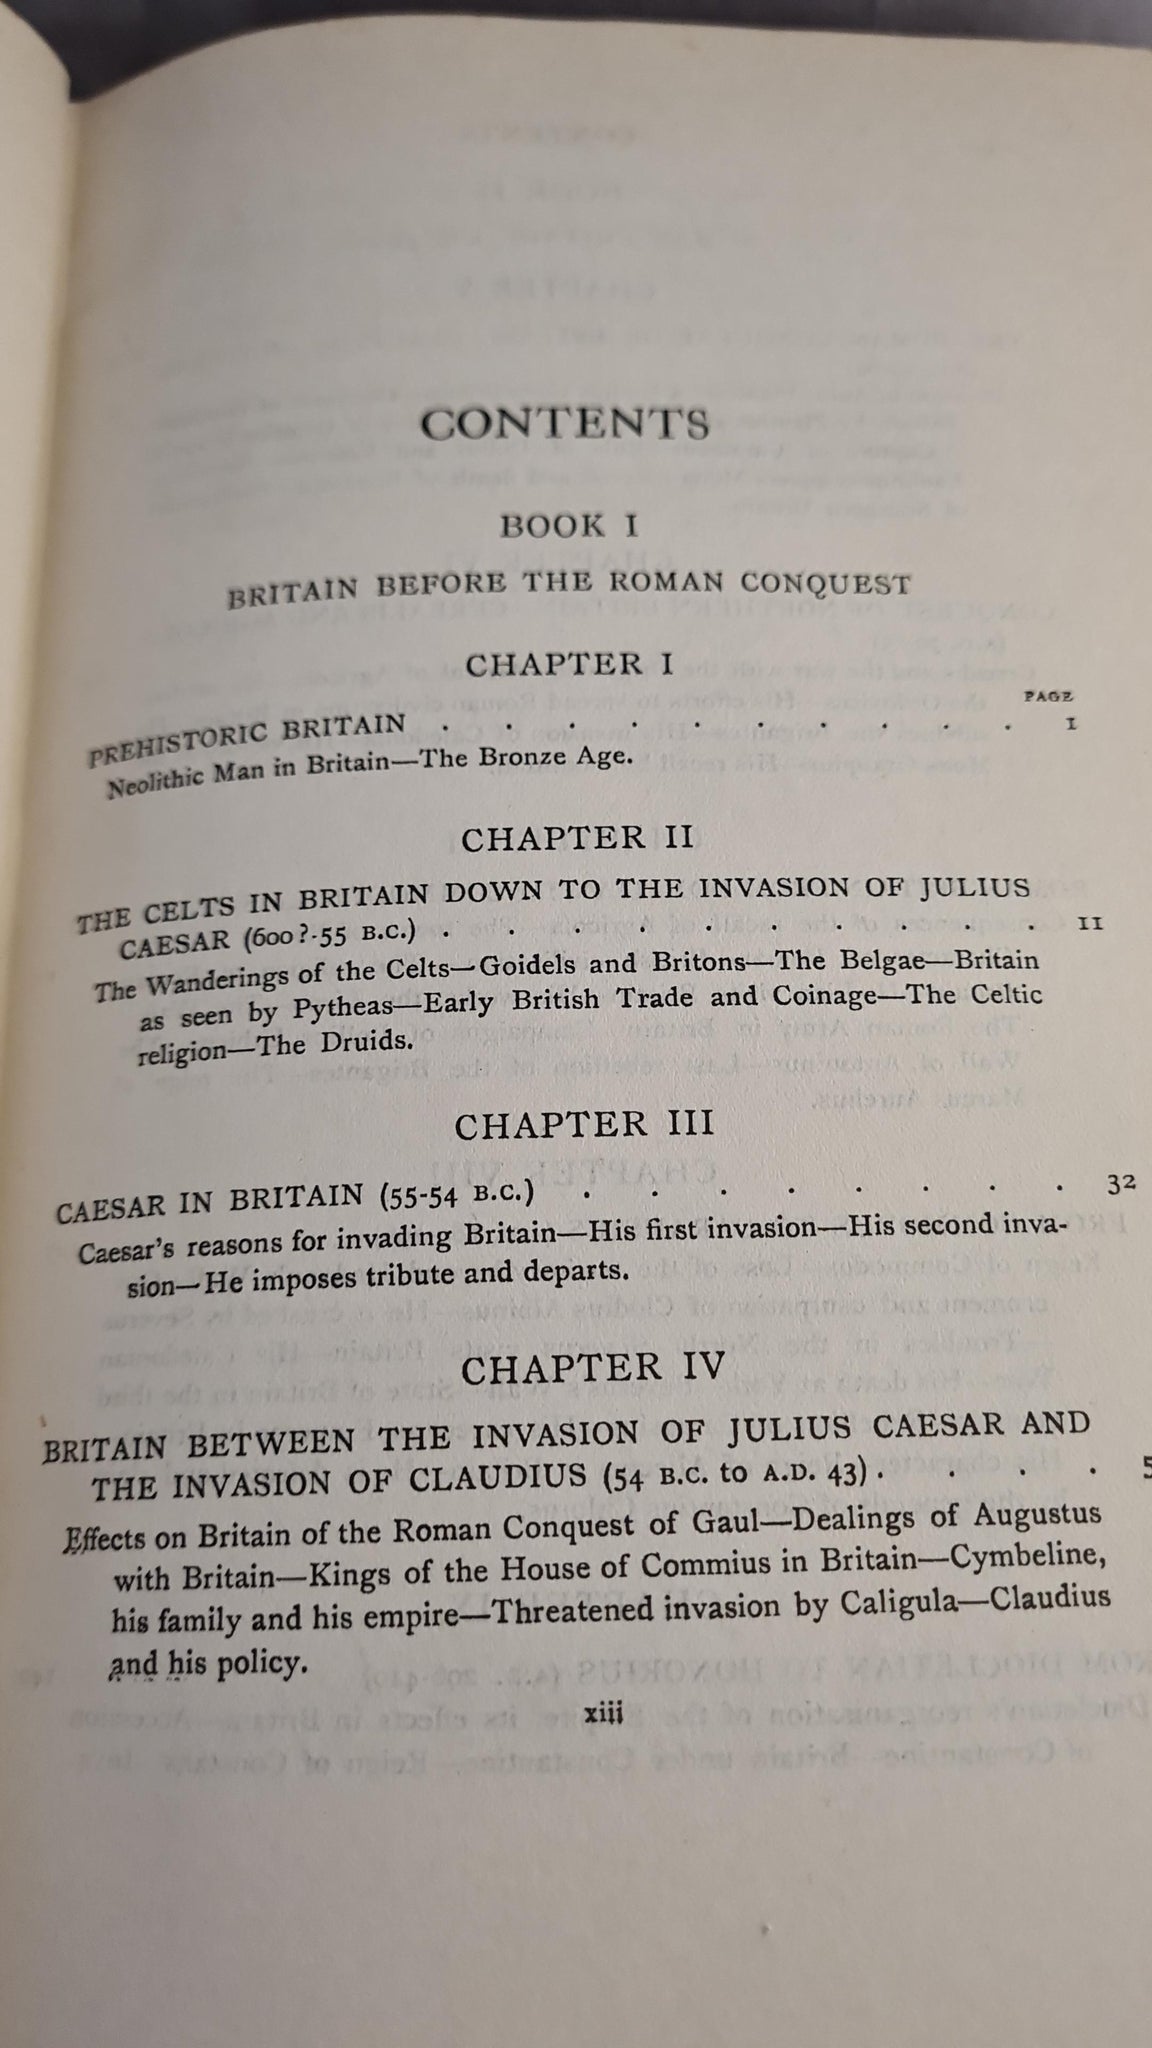 CONTENTS
BOOK I
BRITAIN BEFORE THE ROMAN CONQUEST
CHAPTER I
PAGE
PREHISTORIC BRITAIN . . . . . . . . . . 1
Neolithic Man in Britain—The Bronze Age.
CHAPTER II
THE CELTS IN BRITAIN DOWN TO THE INVASION OF JULIUS
CAESAR (600?-55 B.C.) . . . . . . . . . . 11
The Wanderings of the Celts—Goidels and Britons—The Belgae—Britain
as seen by Pytheas—Early British Trade and Coinage—The Celtic
religion—The Druids.
CHAPTER III
CAESAR IN BRITAIN (55-54 B.C.) . . . . . . . . 32
Caesar's reasons for invading Britain—His first invasion—His second inva-
sion—He imposes tribute and departs.
CHAPTER IV
BRITAIN BETWEEN THE INVASION OF JULIUS CAESAR AND
THE INVASION OF CLAUDIUS (54 B.C. to A.D. 43) . . . . 5
Effects on Britain of the Roman Conquest of Gaul—Dealings of Augustus
with Britain—Kings of the House of Commius in Britain—Cymbeline,
his family and his empire—Threatened invasion by Caligula—Claudius
and his policy.
xiii